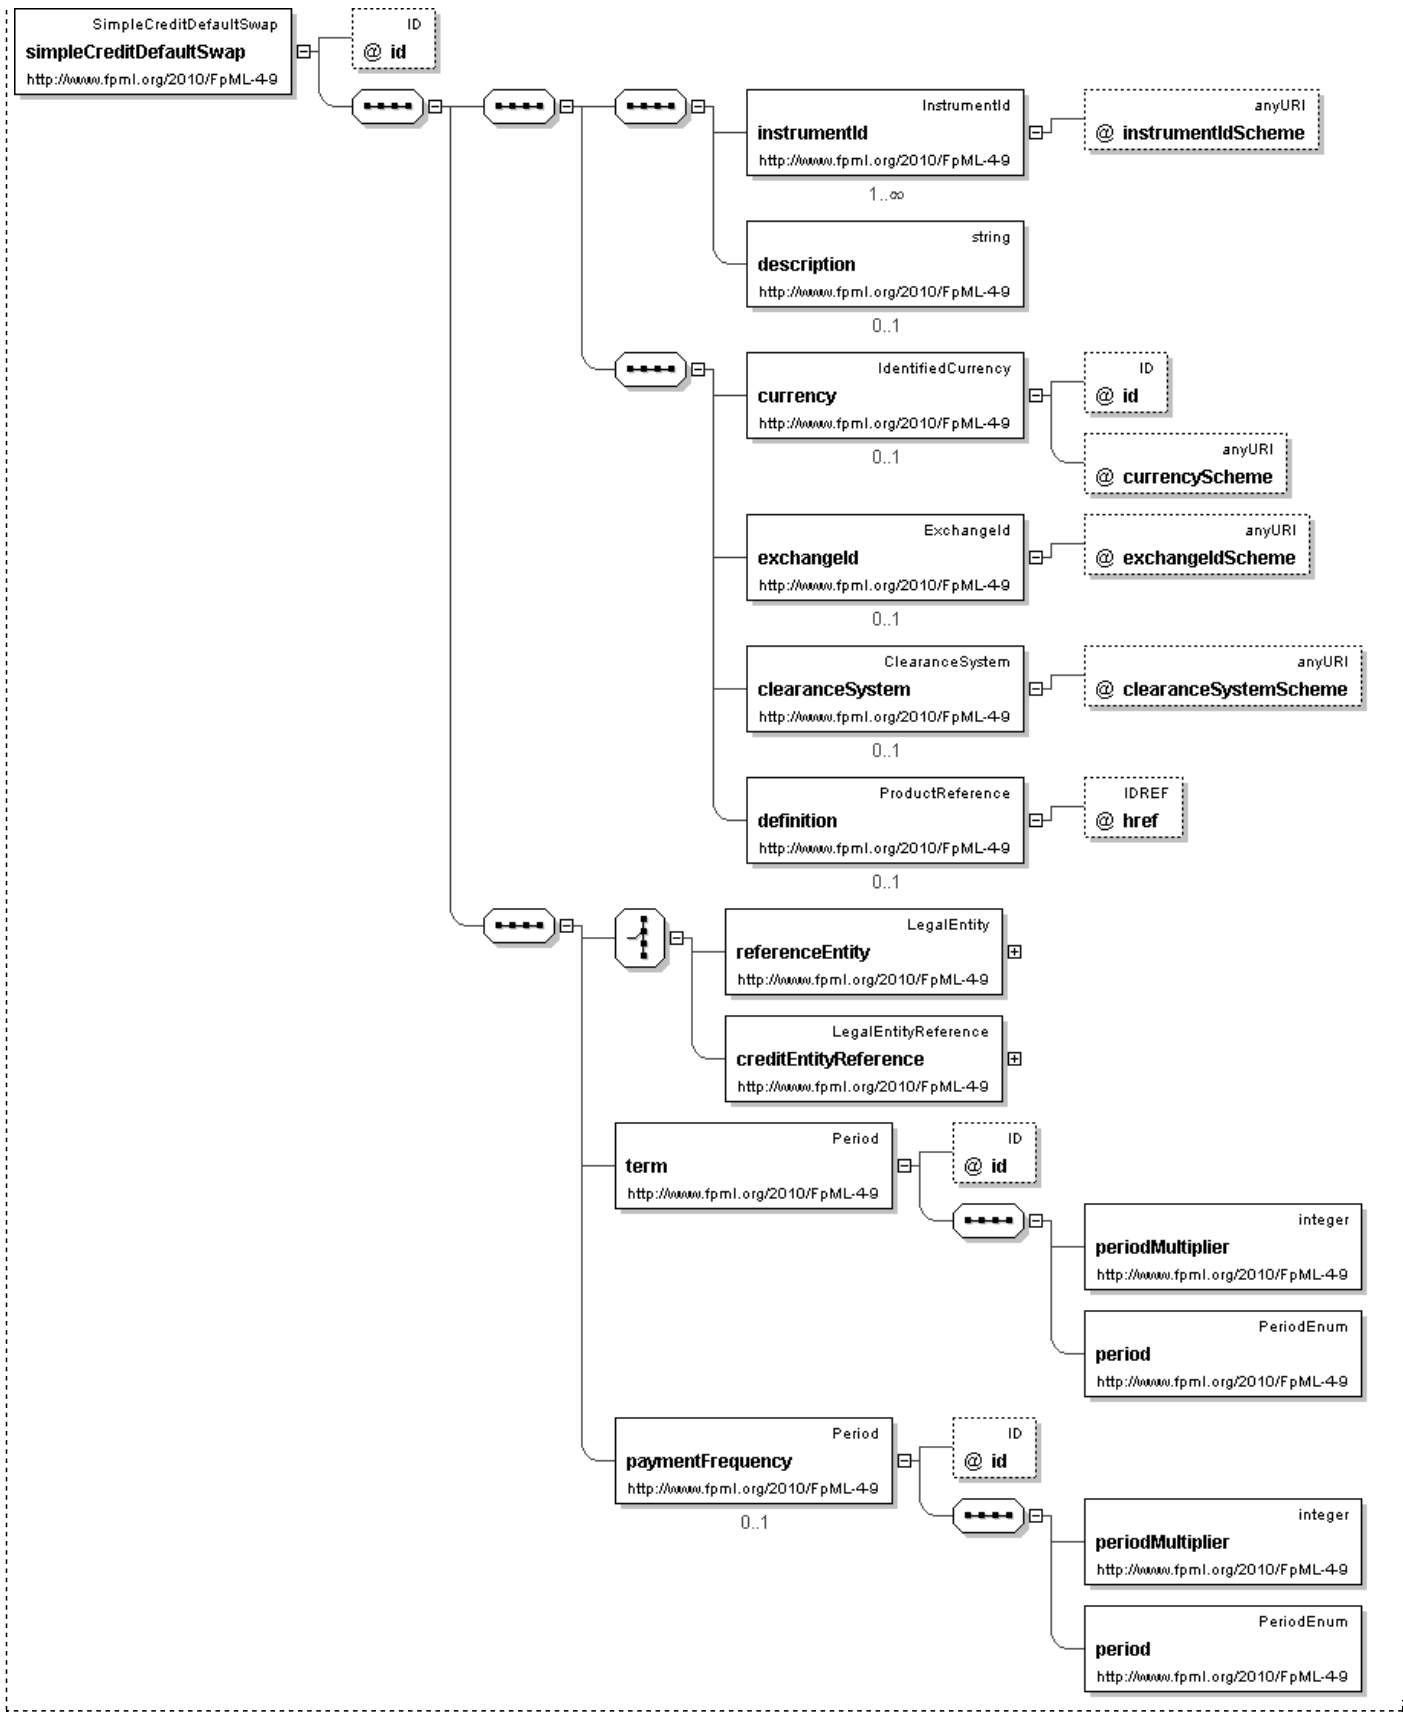 SimpleCreditDefaultSwap
simpleCreditDefaultSwap
http://www.fpml.org/2010/FpML-4-9
ID
@ id
InstrumentId
instrumentId
http://www.fpml.org/2010/FpML-4-9
1..∞
anyURI
@ instrumentIdScheme
string
description
http://www.fpml.org/2010/FpML-4-9
0..1
IdentifiedCurrency
currency
http://www.fpml.org/2010/FpML-4-9
0..1
ID
@ id
anyURI
@ currencyScheme
ExchangeId
exchangeId
http://www.fpml.org/2010/FpML-4-9
0..1
anyURI
@ exchangeIdScheme
ClearanceSystem
clearanceSystem
http://www.fpml.org/2010/FpML-4-9
0..1
anyURI
@ clearanceSystemScheme
ProductReference
definition
http://www.fpml.org/2010/FpML-4-9
0..1
IDREF
@ href
LegalEntity
referenceEntity
http://www.fpml.org/2010/FpML-4-9
LegalEntityReference
creditEntityReference
http://www.fpml.org/2010/FpML-4-9
Period
term
http://www.fpml.org/2010/FpML-4-9
ID
@ id
integer
periodMultiplier
http://www.fpml.org/2010/FpML-4-9
PeriodEnum
period
http://www.fpml.org/2010/FpML-4-9
Period
paymentFrequency
http://www.fpml.org/2010/FpML-4-9
0..1
ID
@ id
integer
periodMultiplier
http://www.fpml.org/2010/FpML-4-9
PeriodEnum
period
http://www.fpml.org/2010/FpML-4-9